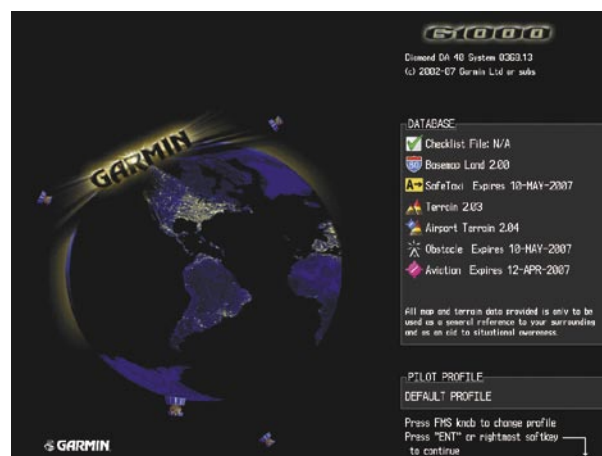 G1000
Diamond DA 40 System 0369.13
(c) 2002-07 Garmin Ltd or subs
DATABASE
Checklist File: N/A
Basemap Land 2.00
SafeTaxi Expires 10-MAY-2007
Terrain 2.03
Airport Terrain 2.04
Obstacle Expires 10-MAY-2007
Aviation Expires 12-APR-2007
All map and terrain data provided is only to be
used as a general reference to your surrounding
and as an aid to situational awareness.
PILOT PROFILE
DEFAULT PROFILE
Press FMS knob to change profile
Press "ENT" or rightmost softkey
to continue
GARMIN
GARMIN